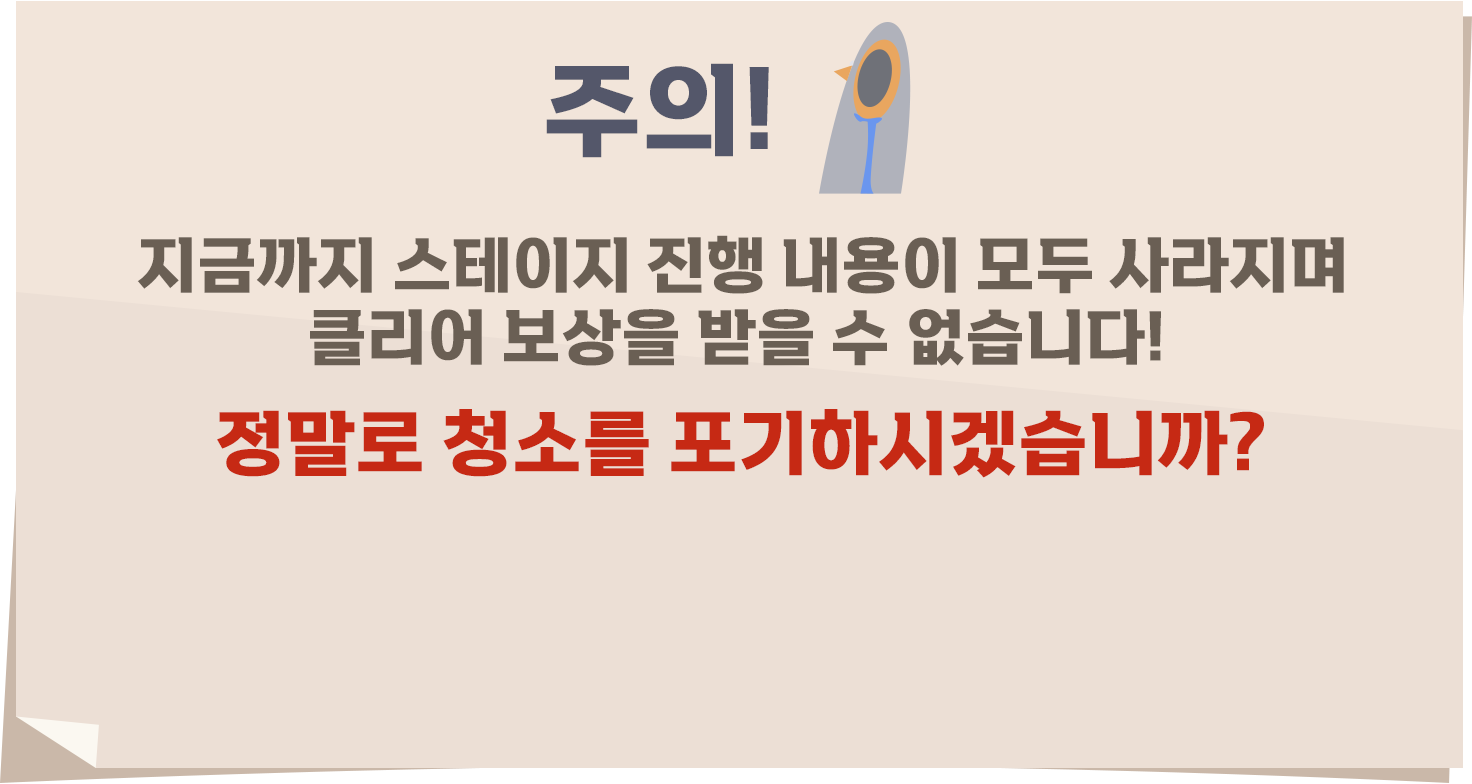 주의!
지금까지 스테이지 진행 내용이 모두 사라지며
클리어 보상을 받을 수 없습니다!
정말로 청소를 포기하시겠습니까?